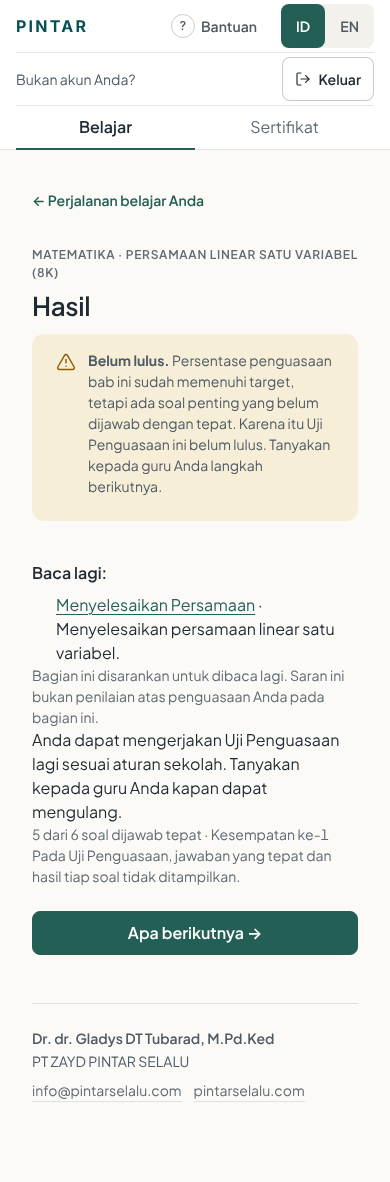 PINTAR
? Bantuan
ID EN
Bukan akun Anda?
Keluar
Belajar
Sertifikat
← Perjalanan belajar Anda
MATEMATIKA · PERSAMAAN LINEAR SATU VARIABEL
(8K)
Hasil
Belum lulus. Persentase penguasaan
bab ini sudah memenuhi target,
tetapi ada soal penting yang belum
dijawab dengan tepat. Karena itu Uji
Penguasaan ini belum lulus. Tanyakan
kepada guru Anda langkah
berikutnya.
Baca lagi:
Menyelesaikan Persamaan ·
Menyelesaikan persamaan linear satu
variabel.
Bagian ini disarankan untuk dibaca lagi. Saran ini
bukan penilaian atas penguasaan Anda pada
bagian ini.
Anda dapat mengerjakan Uji Penguasaan
lagi sesuai aturan sekolah. Tanyakan
kepada guru Anda kapan dapat
mengulang.
5 dari 6 soal dijawab tepat · Kesempatan ke-1
Pada Uji Penguasaan, jawaban yang tepat dan
hasil tiap soal tidak ditampilkan.
Apa berikutnya →
Dr. dr. Gladys DT Tubarad, M.Pd.Ked
PT ZAYD PINTAR SELALU
info@pintarselalu.com pintarselalu.com